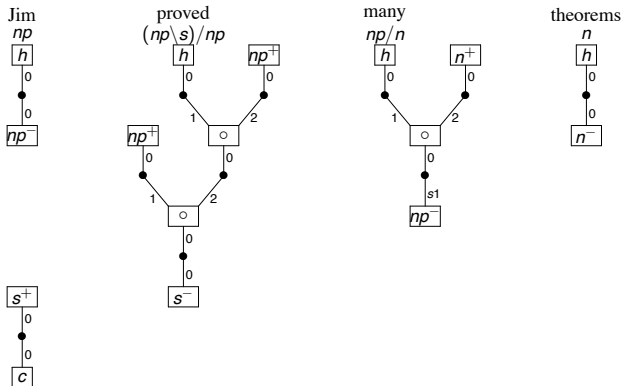 Jim proved many theorems
np (np\s)/np np/n n
h h np⁺ h n⁺ h
0 0 0 0 0 0
0 1 2 1 2 0
np⁻ np⁺ ○ ○ n⁻
0 0 0
1 2 s1
○ np⁻
0
0
s⁺ s⁻
0
0
c